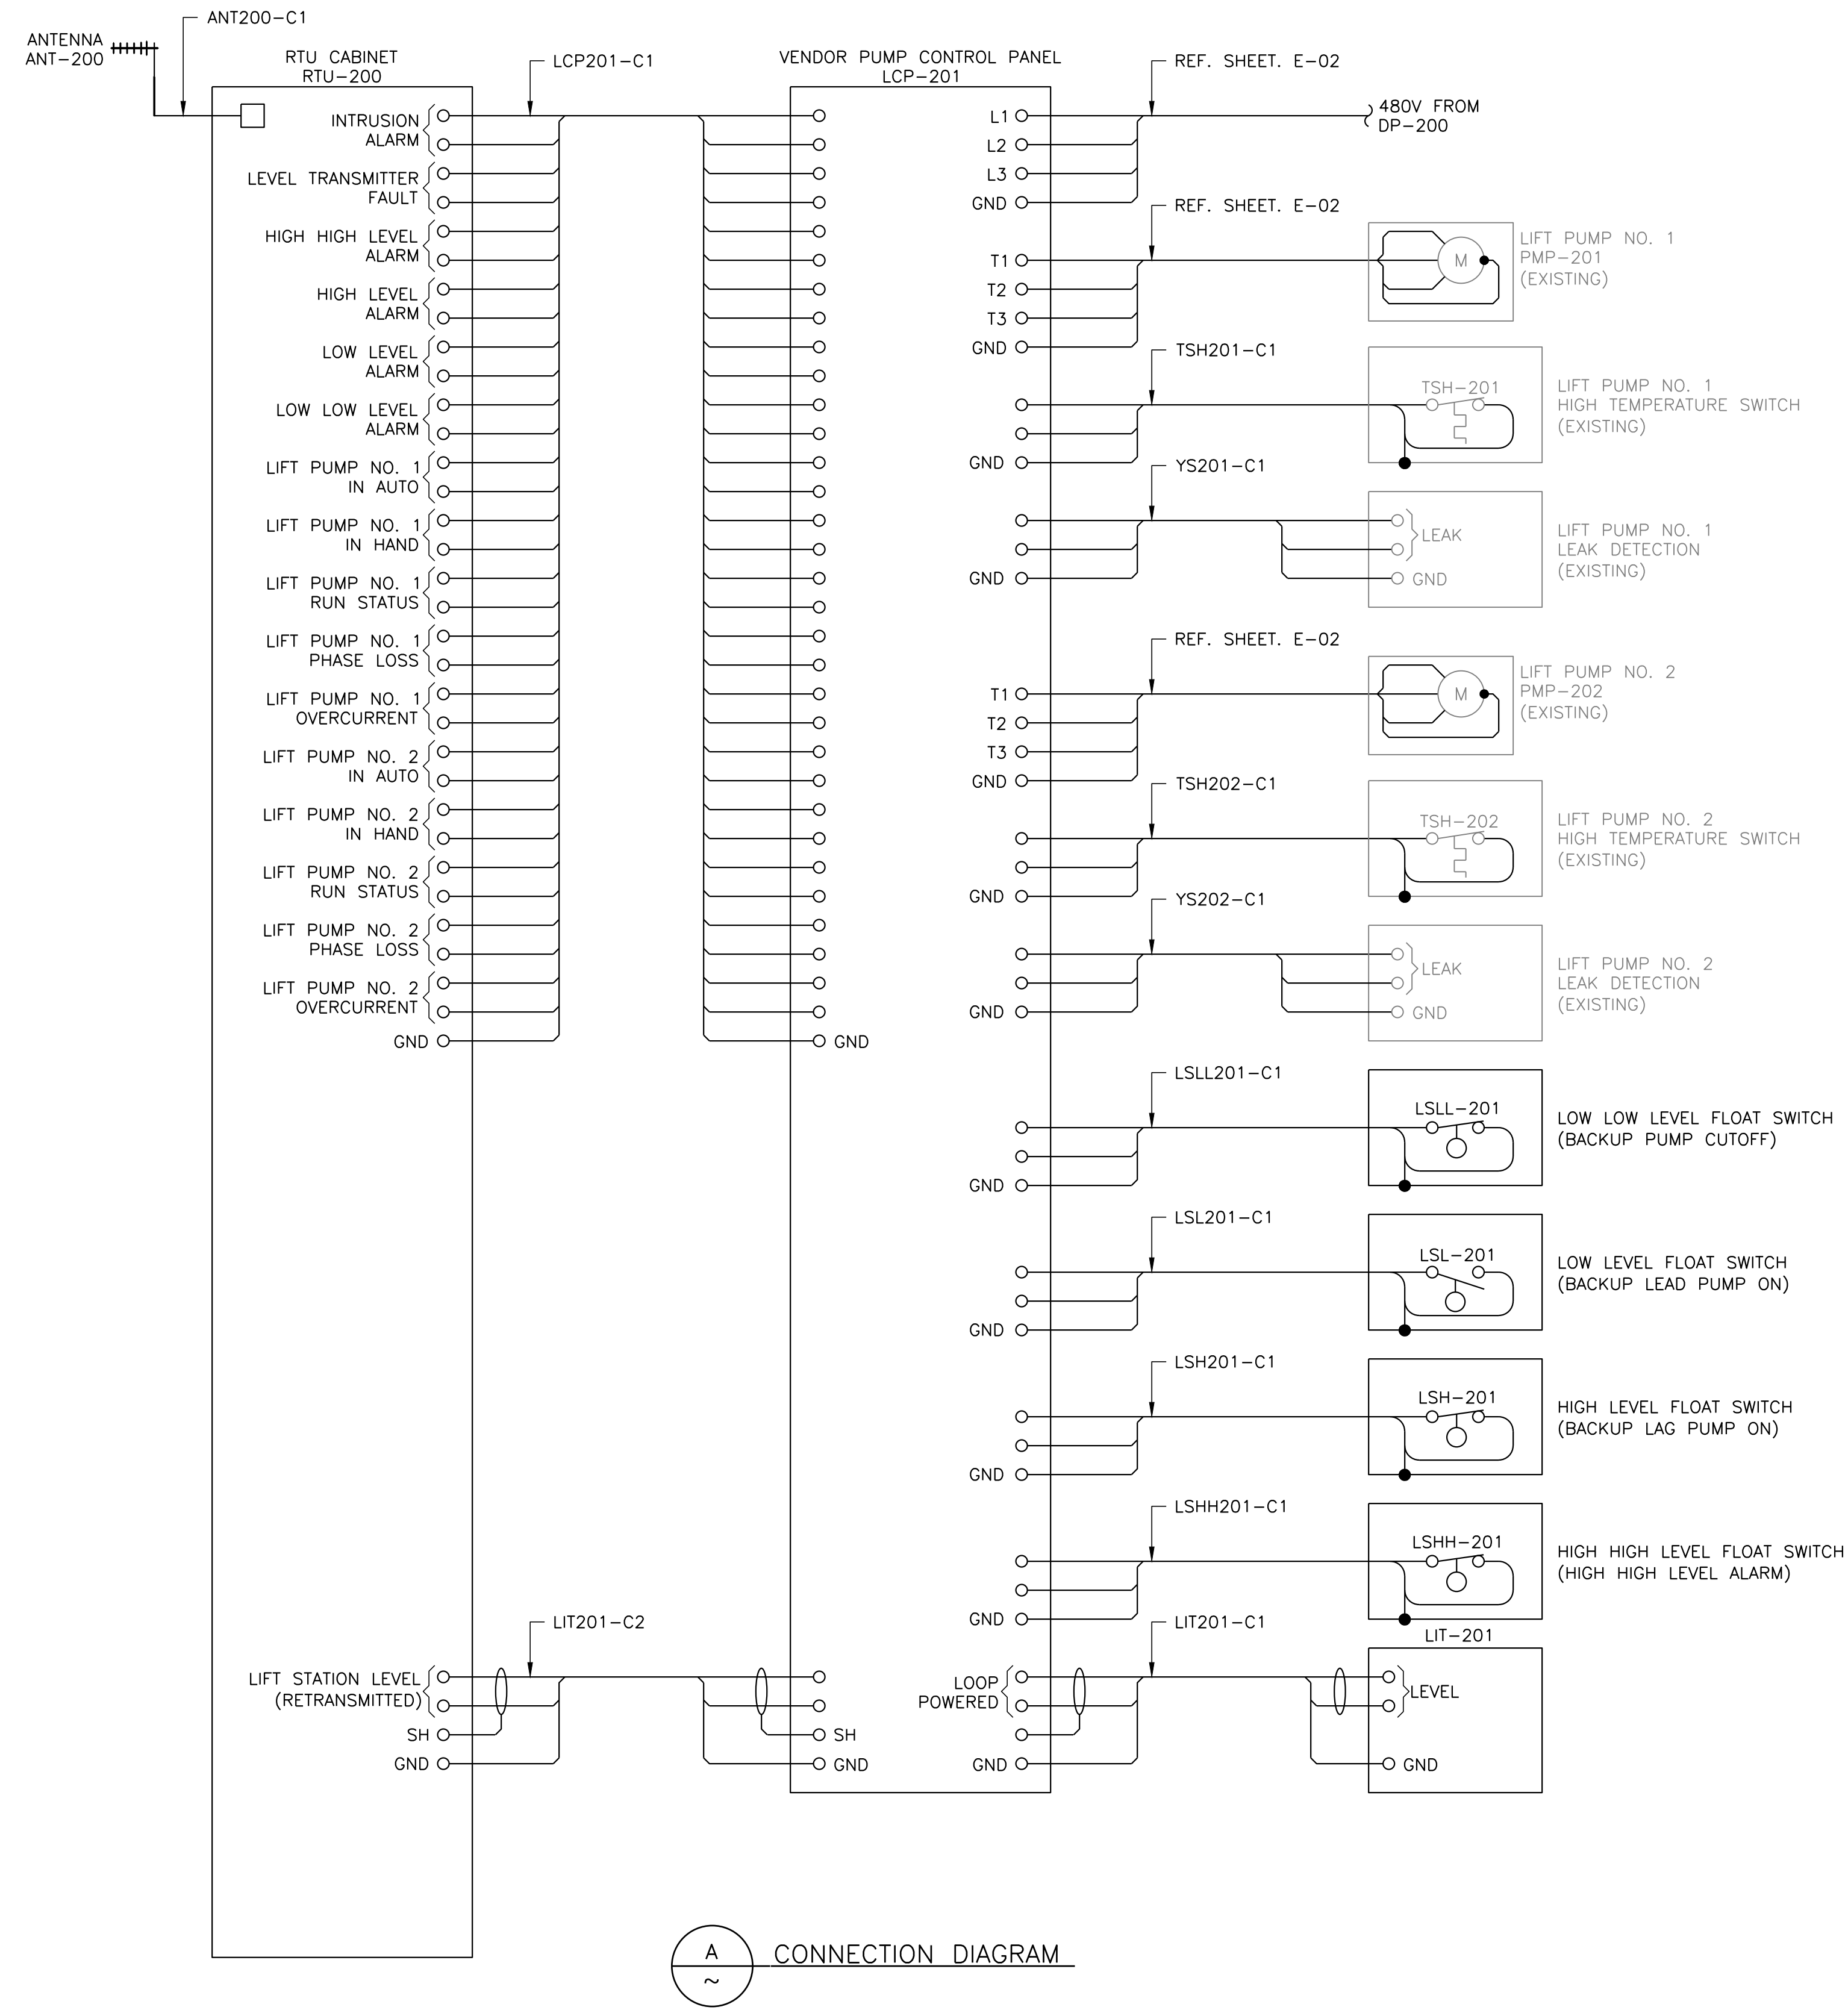 ANT200-C1
ANTENNA
ANT-200
RTU CABINET
RTU-200
LCP201-C1
VENDOR PUMP CONTROL PANEL
LCP-201
INTRUSION
ALARM
LEVEL TRANSMITTER
FAULT
HIGH HIGH LEVEL
ALARM
HIGH LEVEL
ALARM
LOW LEVEL
ALARM
LOW LOW LEVEL
ALARM
LIFT PUMP NO. 1
IN AUTO
LIFT PUMP NO. 1
IN HAND
LIFT PUMP NO. 1
RUN STATUS
LIFT PUMP NO. 1
PHASE LOSS
LIFT PUMP NO. 1
OVERCURRENT
LIFT PUMP NO. 2
IN AUTO
LIFT PUMP NO. 2
IN HAND
LIFT PUMP NO. 2
RUN STATUS
LIFT PUMP NO. 2
PHASE LOSS
LIFT PUMP NO. 2
OVERCURRENT
GND
GND
LIT201-C2
LIFT STATION LEVEL
(RETRANSMITTED)
SH
GND
SH
GND
REF. SHEET. E-02
L1
L2
L3
GND
480V FROM
DP-200
REF. SHEET. E-02
T1
T2
T3
GND
M
LIFT PUMP NO. 1
PMP-201
(EXISTING)
TSH201-C1
GND
TSH-201
LIFT PUMP NO. 1
HIGH TEMPERATURE SWITCH
(EXISTING)
YS201-C1
GND
LEAK
GND
LIFT PUMP NO. 1
LEAK DETECTION
(EXISTING)
REF. SHEET. E-02
T1
T2
T3
GND
M
LIFT PUMP NO. 2
PMP-202
(EXISTING)
TSH202-C1
GND
TSH-202
LIFT PUMP NO. 2
HIGH TEMPERATURE SWITCH
(EXISTING)
YS202-C1
GND
LEAK
GND
LIFT PUMP NO. 2
LEAK DETECTION
(EXISTING)
LSLL201-C1
GND
LSLL-201
LOW LOW LEVEL FLOAT SWITCH
(BACKUP PUMP CUTOFF)
LSL201-C1
GND
LSL-201
LOW LEVEL FLOAT SWITCH
(BACKUP LEAD PUMP ON)
LSH201-C1
GND
LSH-201
HIGH LEVEL FLOAT SWITCH
(BACKUP LAG PUMP ON)
LSHH201-C1
GND
LSHH-201
HIGH HIGH LEVEL FLOAT SWITCH
(HIGH HIGH LEVEL ALARM)
LIT201-C1
LOOP
POWERED
GND
LIT-201
LEVEL
GND
A
~
CONNECTION DIAGRAM